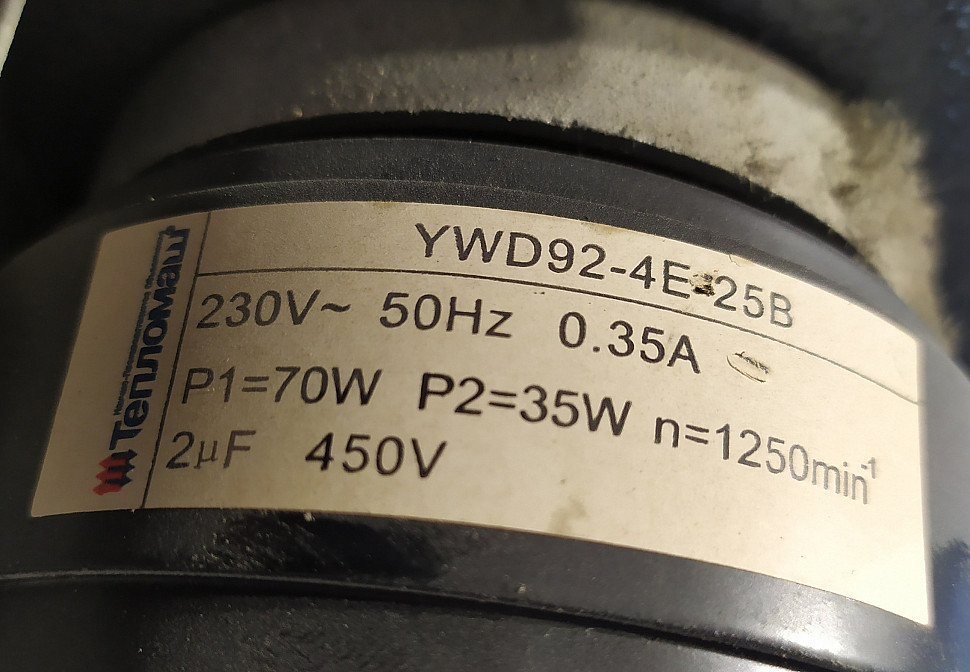 YWD92-4E-25B
230V~ 50Hz 0.35A
P1=70W P2=35W n=1250min⁻¹
2μF 450V
Тепломаш